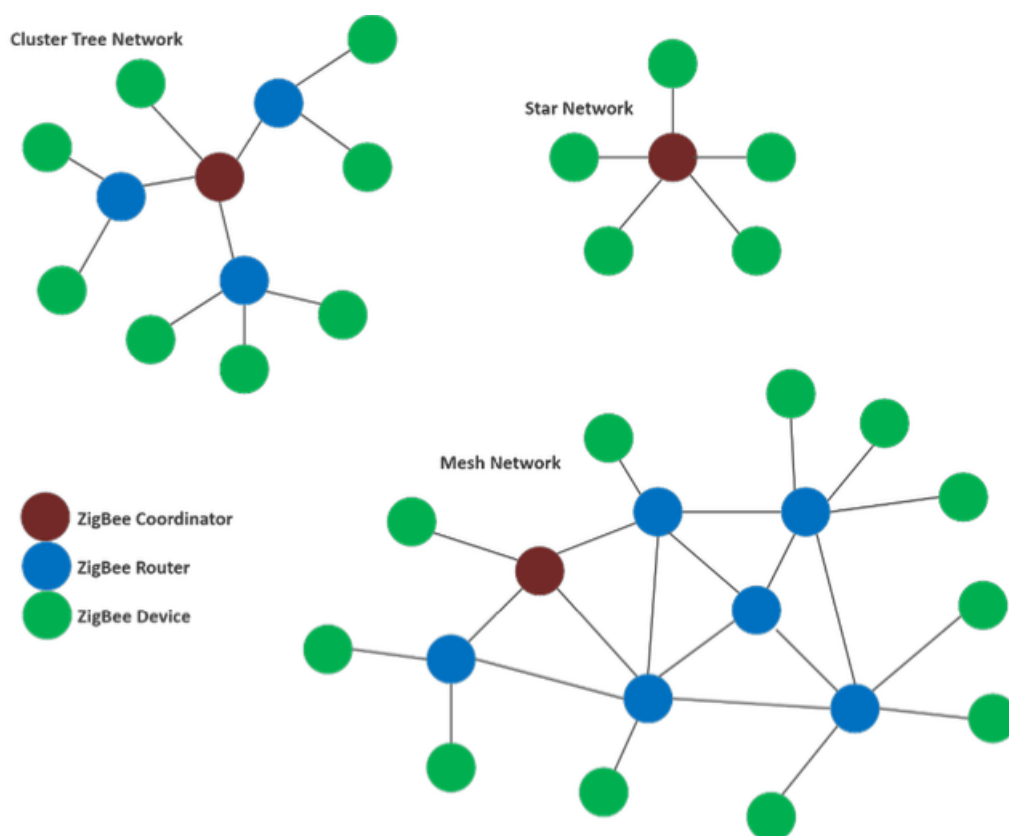 Cluster Tree Network
Star Network
Mesh Network
ZigBee Coordinator
ZigBee Router
ZigBee Device